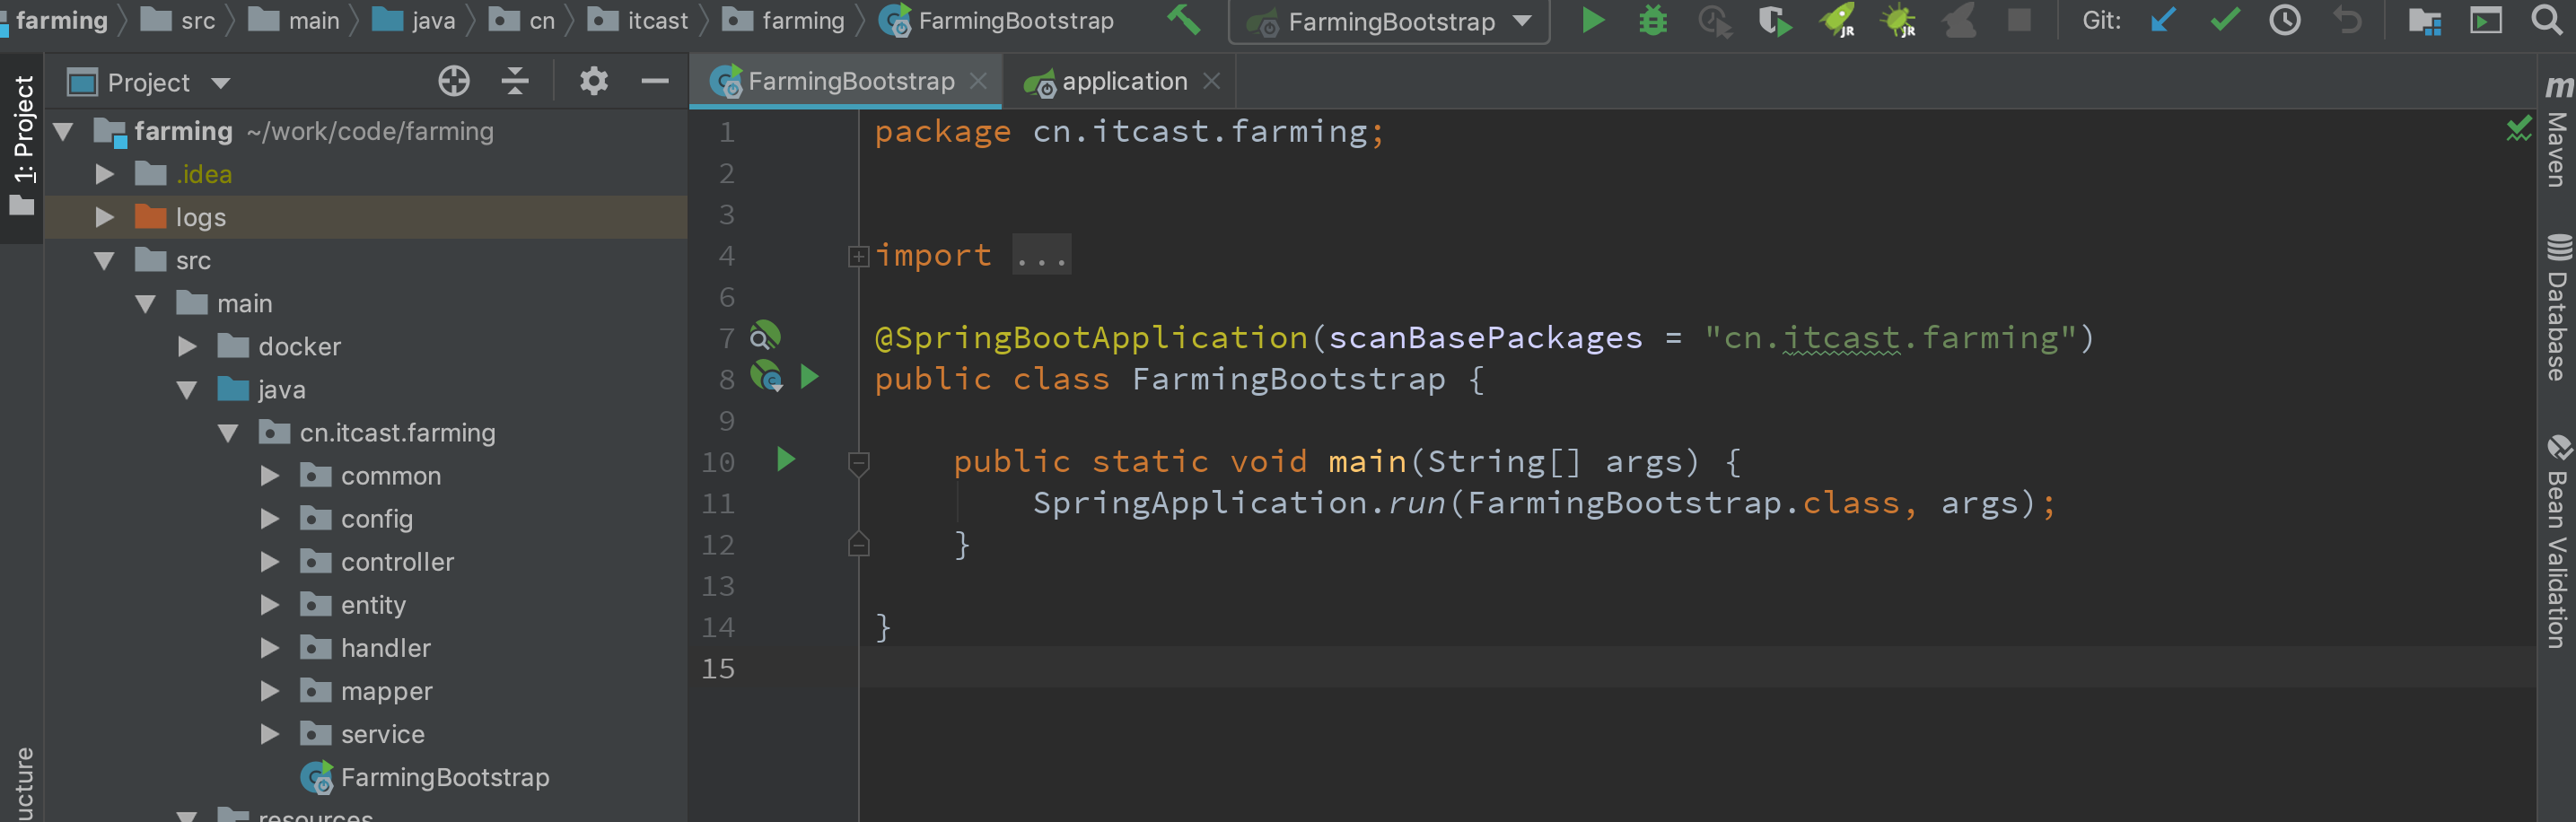 farming src main java cn itcast farming FarmingBootstrap FarmingBootstrap JR JR Git:
1: Project
Project
farming ~/work/code/farming
.idea
logs
src
main
docker
java
cn.itcast.farming
common
config
controller
entity
handler
mapper
service
FarmingBootstrap
resources
ucture
FarmingBootstrap application
1 package cn.itcast.farming;
2
3
4 import ...
6
7 @SpringBootApplication(scanBasePackages = "cn.itcast.farming")
8 public class FarmingBootstrap {
9
10 public static void main(String[] args) {
11 SpringApplication.run(FarmingBootstrap.class, args);
12 }
13
14 }
15
m
Maven
Database
Bean Validation